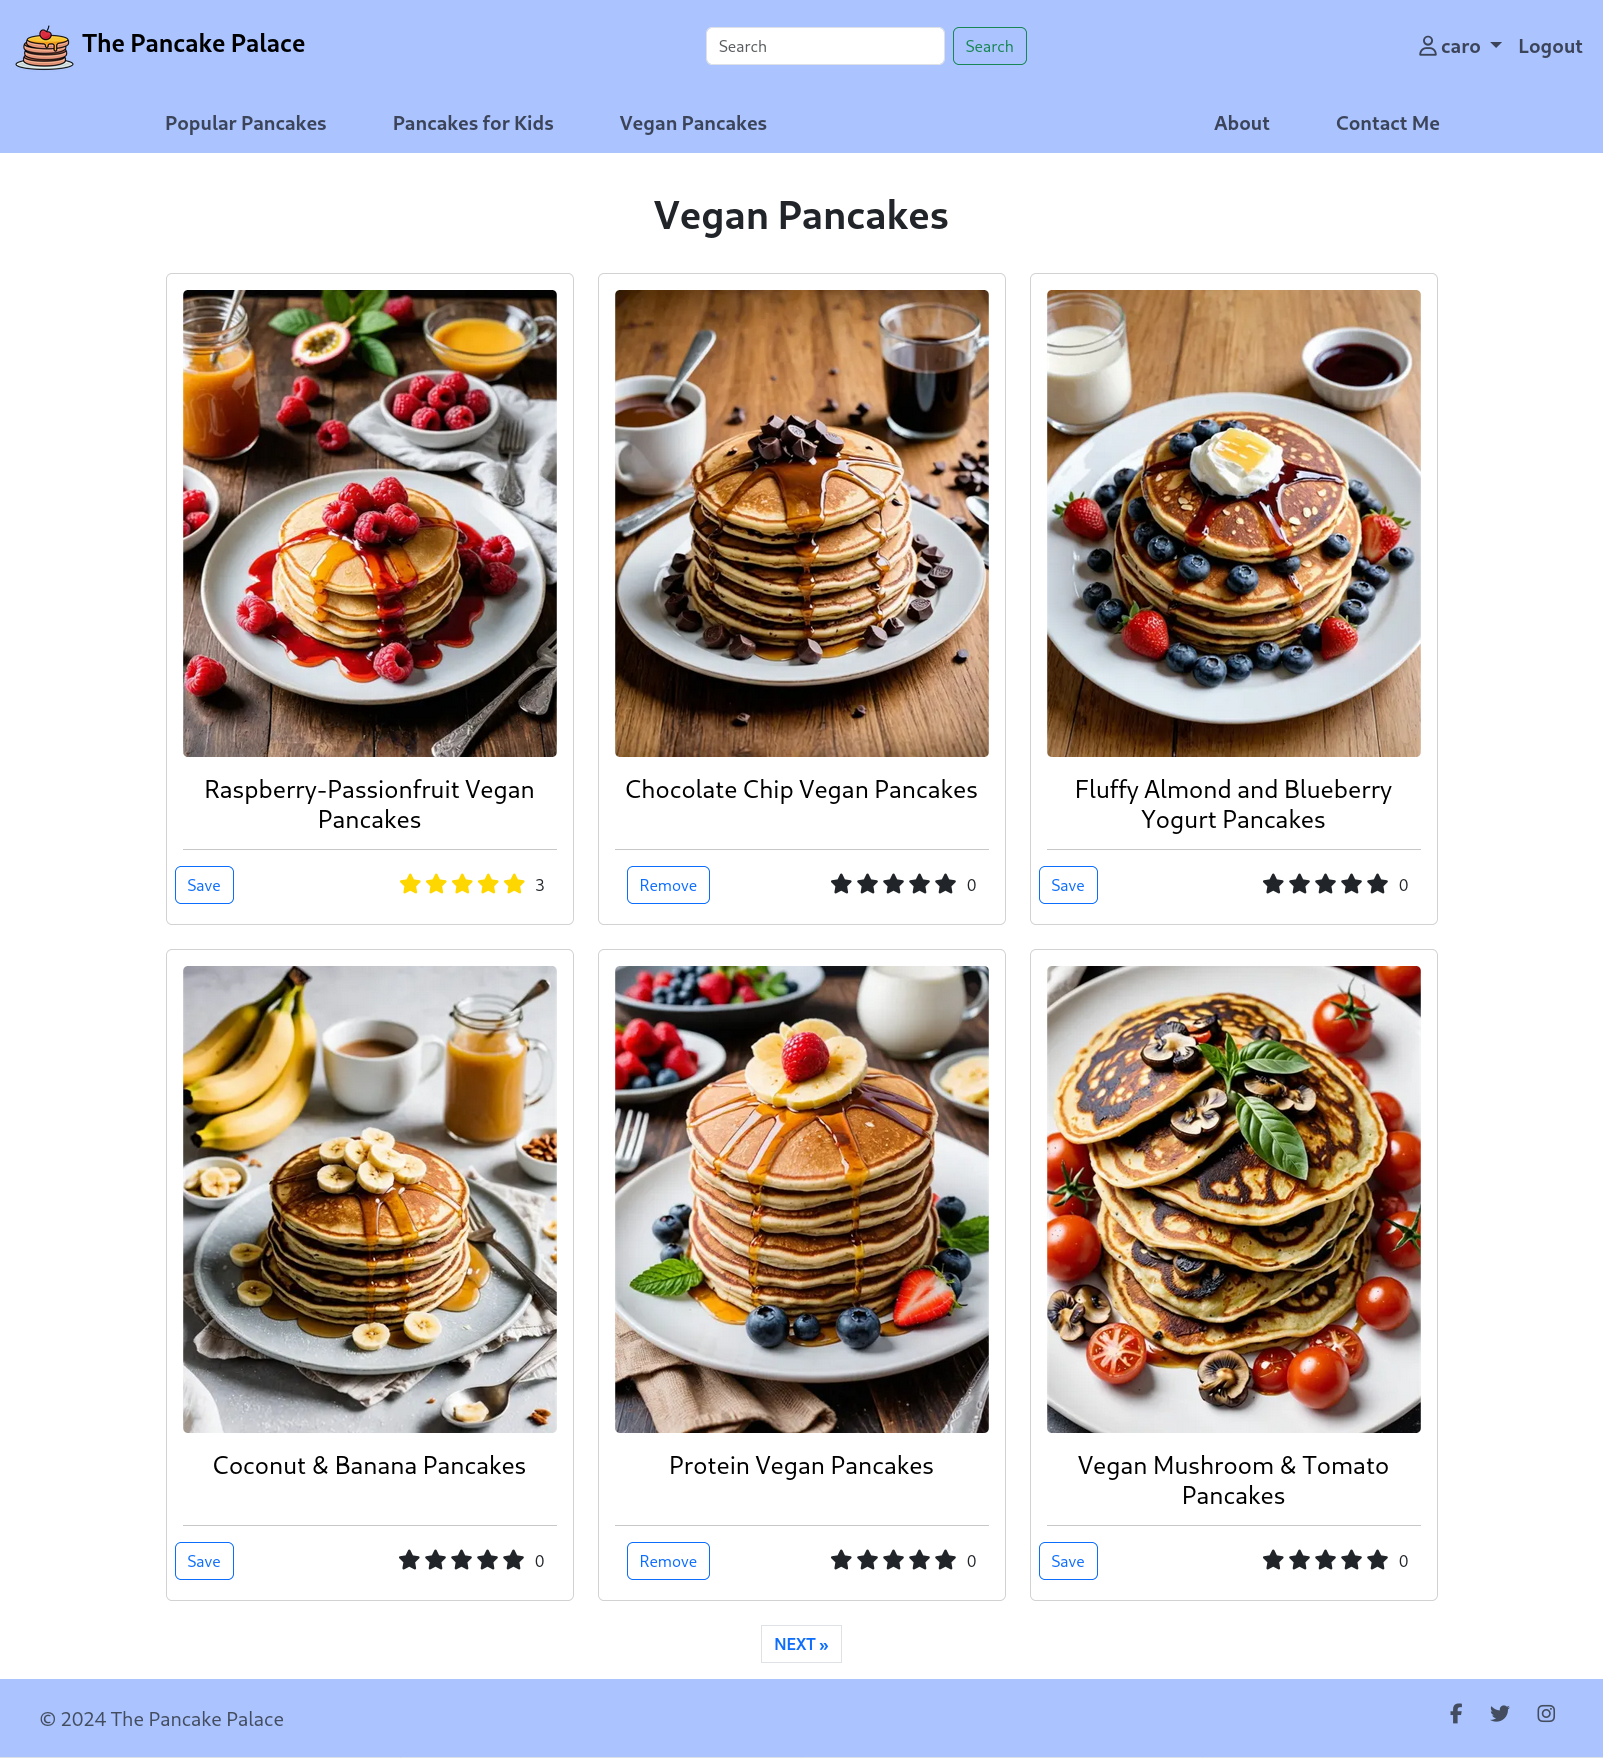 The Pancake Palace
Search
Search
caro
Logout
Popular Pancakes
Pancakes for Kids
Vegan Pancakes
About
Contact Me
Vegan Pancakes
Raspberry-Passionfruit Vegan
Pancakes
Chocolate Chip Vegan Pancakes
Fluffy Almond and Blueberry
Yogurt Pancakes
Save
3
Remove
0
Save
0
Coconut & Banana Pancakes
Protein Vegan Pancakes
Vegan Mushroom & Tomato
Pancakes
Save
0
Remove
0
Save
0
NEXT »
© 2024 The Pancake Palace